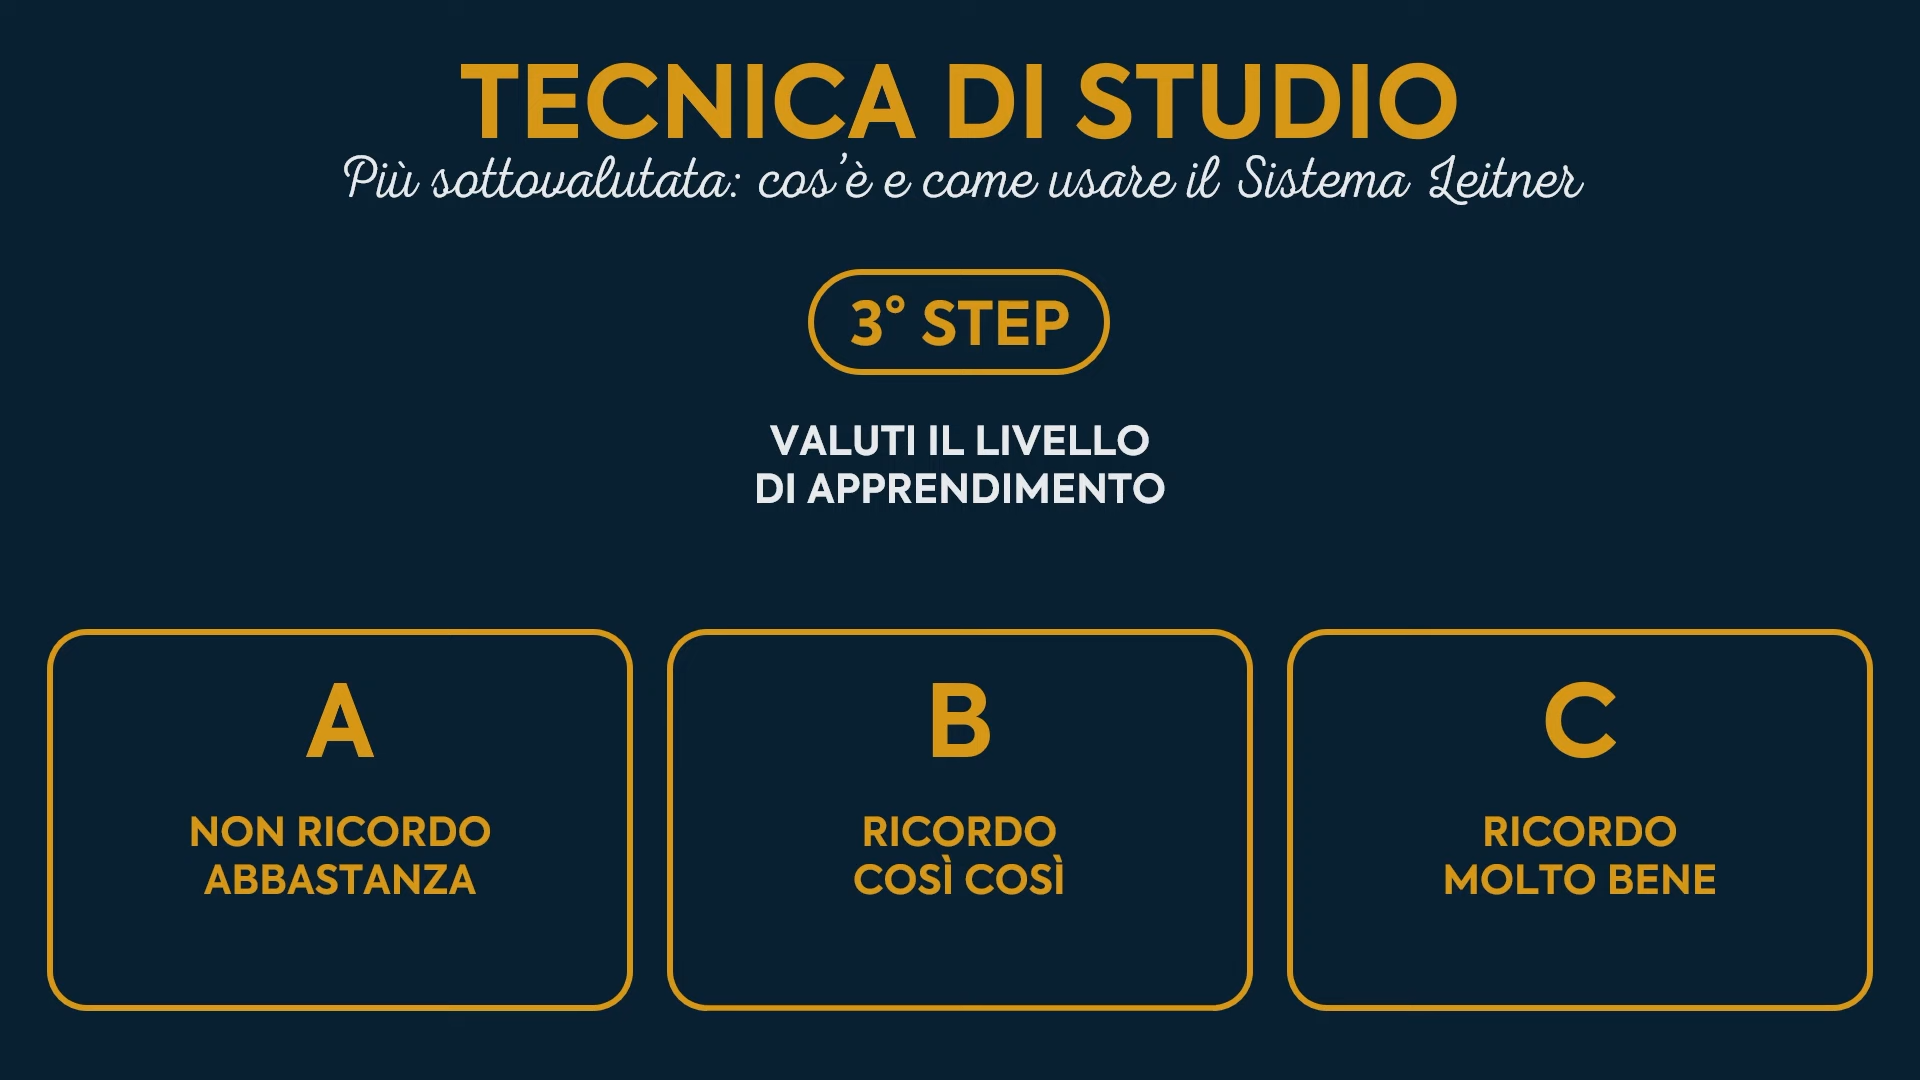 TECNICA DI STUDIO
Più sottovalutata: cos'è e come usare il Sistema Leitner
3° STEP
VALUTI IL LIVELLO
DI APPRENDIMENTO
A
NON RICORDO
ABBASTANZA
B
RICORDO
COSÌ COSÌ
C
RICORDO
MOLTO BENE